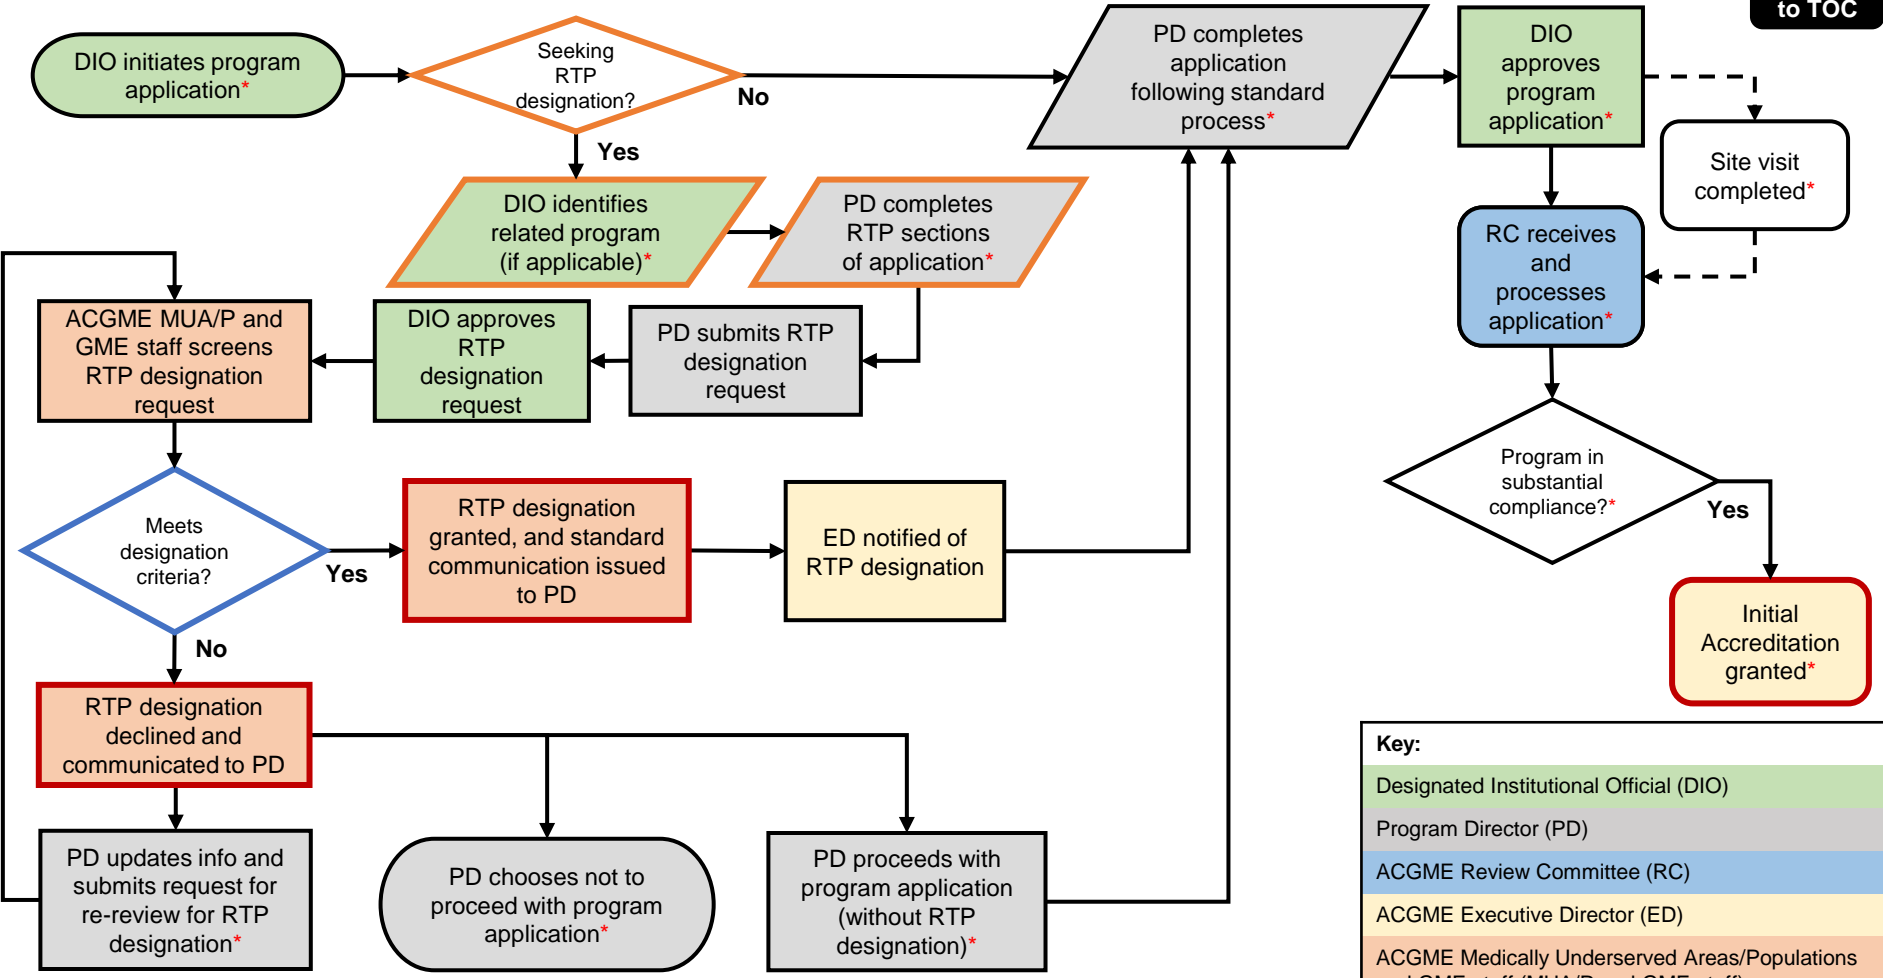 to TOC
DIO initiates program
application*
Seeking
RTP
designation?
No
Yes
PD completes
application
following standard
process*
DIO
approves
program
application*
Site visit
completed*
DIO identifies
related program
(if applicable)*
PD completes
RTP sections
of application*
RC receives
and
processes
application*
ACGME MUA/P and
GME staff screens
RTP designation
request
DIO approves
RTP
designation
request
PD submits RTP
designation
request
Program in
substantial
compliance?*
Yes
Meets
designation
criteria?
Yes
No
RTP designation
granted, and standard
communication issued
to PD
ED notified of
RTP designation
Initial
Accreditation
granted*
RTP designation
declined and
communicated to PD
PD updates info and
submits request for
re-review for RTP
designation*
PD chooses not to
proceed with program
application*
PD proceeds with
program application
(without RTP
designation)*
Key:
Designated Institutional Official (DIO)
Program Director (PD)
ACGME Review Committee (RC)
ACGME Executive Director (ED)
ACGME Medically Underserved Areas/Populations